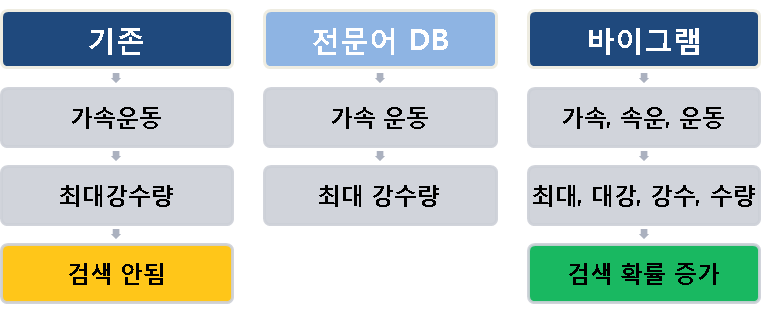 기존
전문어 DB
바이그램
가속운동
가속 운동
가속, 속운, 운동
최대강수량
최대 강수량
최대, 대강, 강수, 수량
검색 안됨
검색 확률 증가